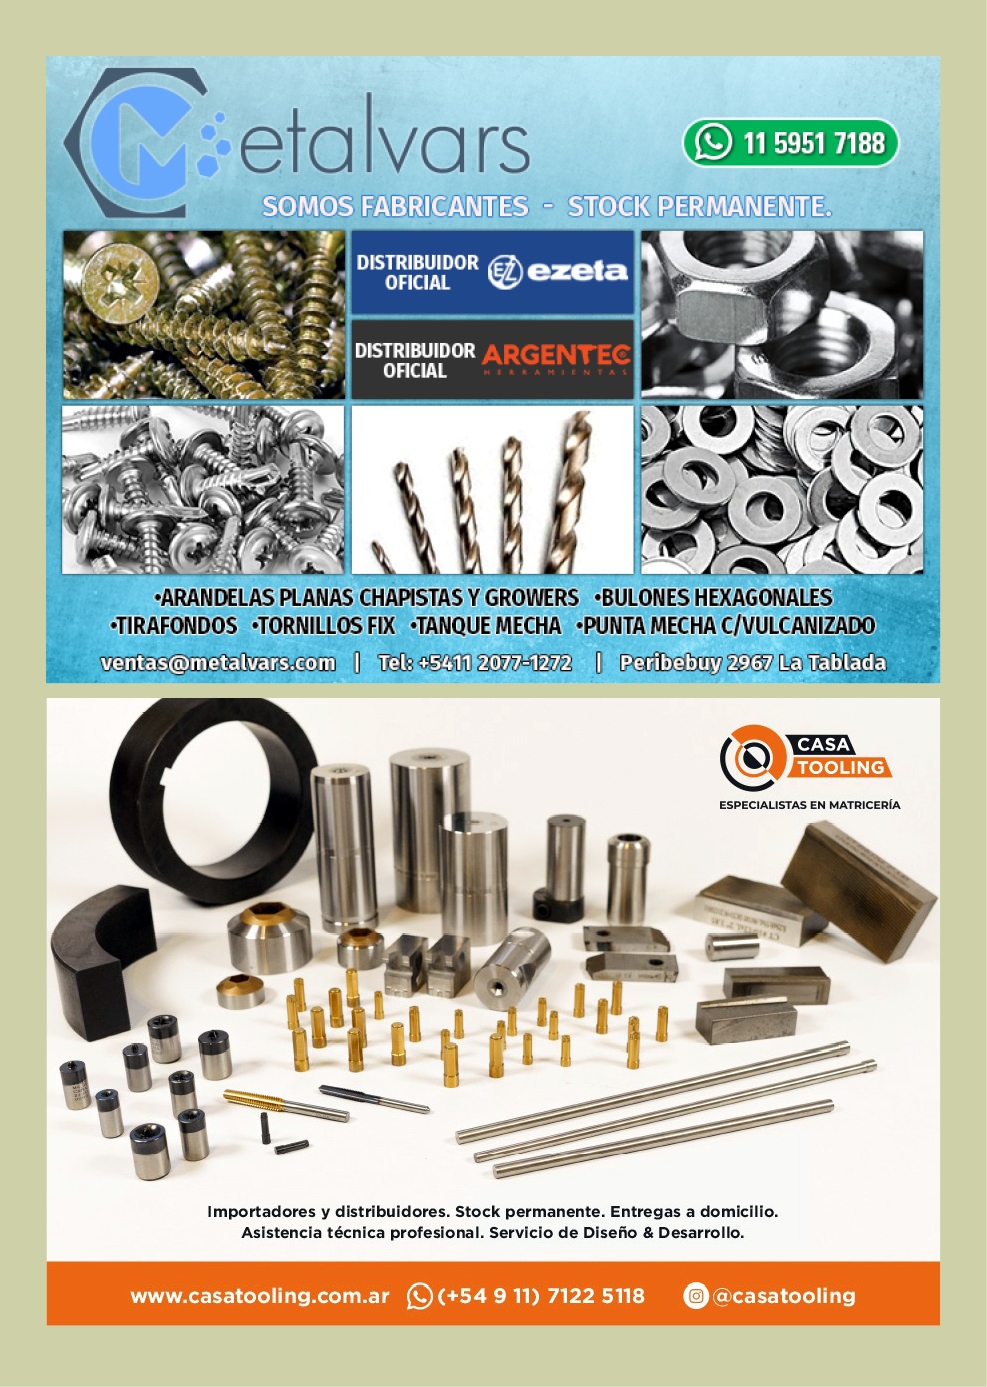 Metalvars
11 5951 7188
SOMOS FABRICANTES - STOCK PERMANENTE.
DISTRIBUIDOR
OFICIAL
EZ ezeta
DISTRIBUIDOR
OFICIAL
ARGENTEC
HERRAMIENTAS
•ARANDELAS PLANAS CHAPISTAS Y GROWERS •BULONES HEXAGONALES
•TIRAFONDOS •TORNILLOS FIX •TANQUE MECHA •PUNTA MECHA C/VULCANIZADO
ventas@metalvars.com | Tel: +5411 2077-1272 | Peribebuy 2967 La Tablada
CASA
TOOLING
ESPECIALISTAS EN MATRICERÍA
Importadores y distribuidores. Stock permanente. Entregas a domicilio.
Asistencia técnica profesional. Servicio de Diseño & Desarrollo.
www.casatooling.com.ar (+54 9 11) 7122 5118 @casatooling